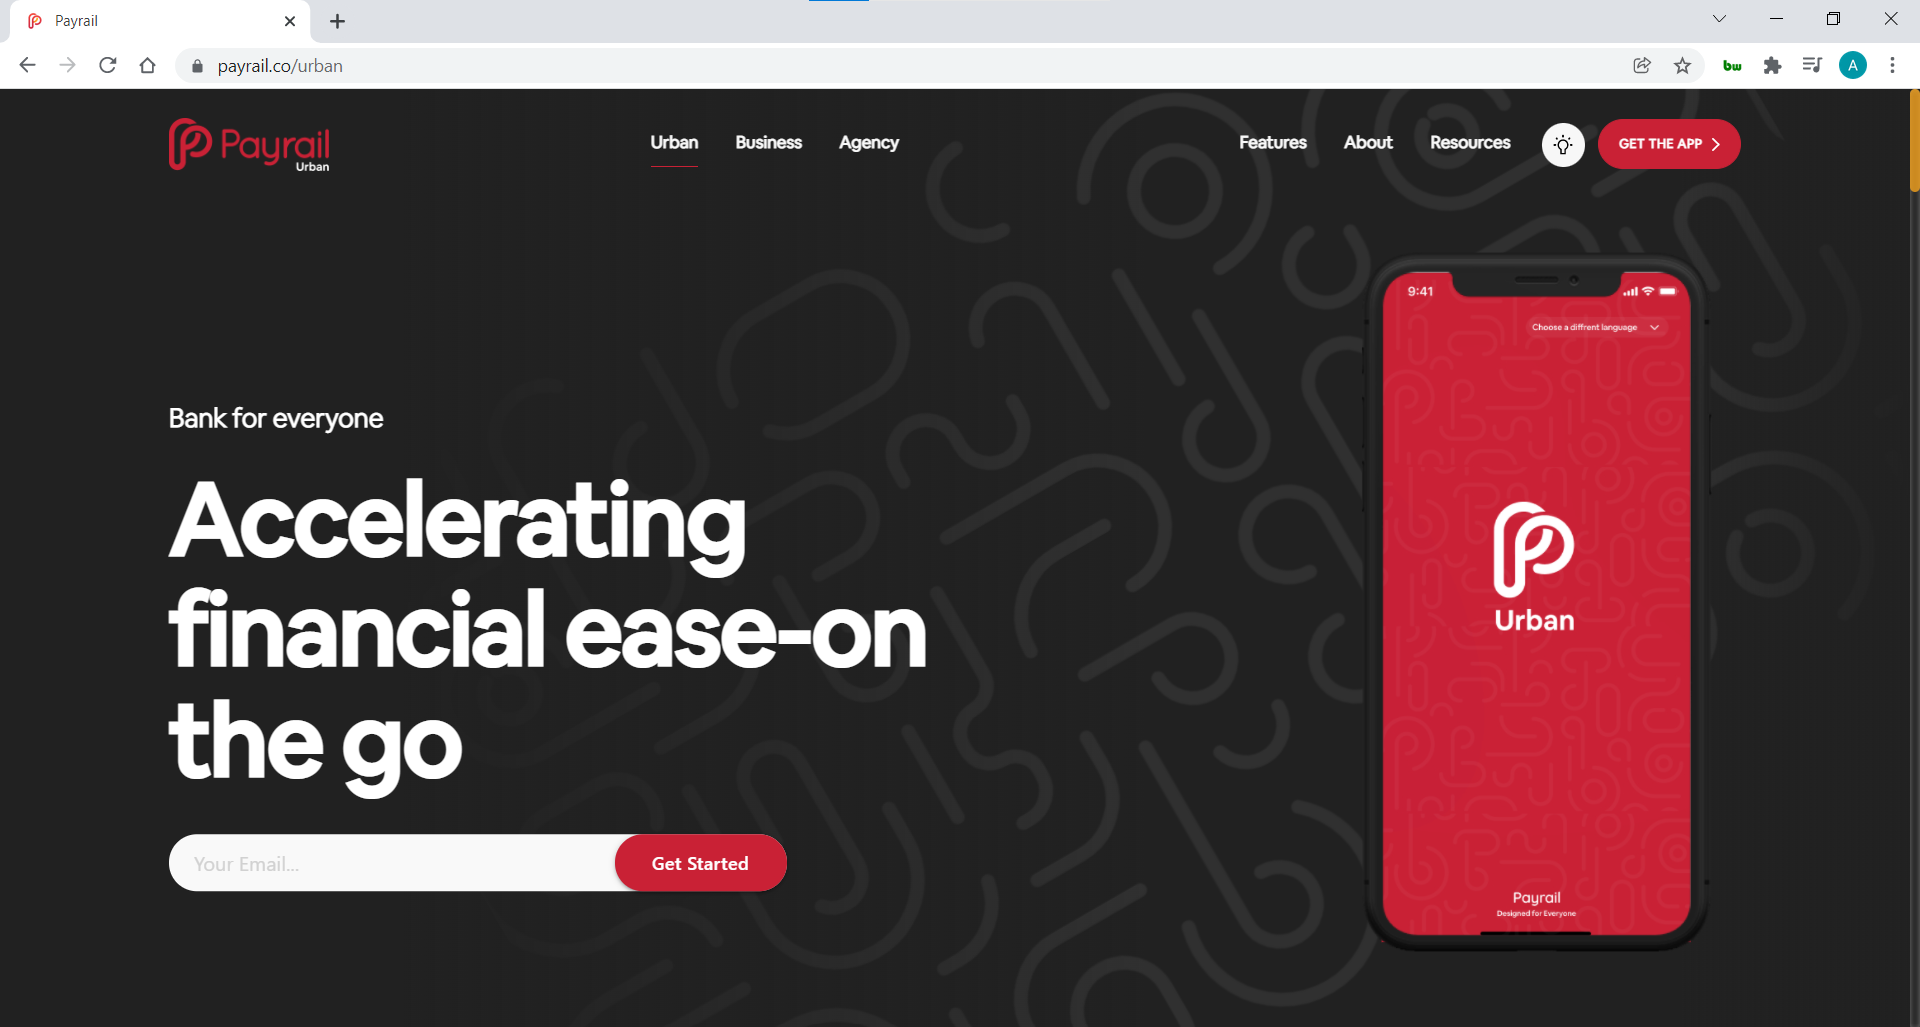 Payrail
payrail.co/urban
bw
A
Payrail
Urban
Urban Business Agency
Features About Resources
GET THE APP
9:41
Choose a diffrent language
Bank for everyone
Accelerating
financial ease-on
the go
Urban
Your Email...
Get Started
Payrail
Designed for Everyone